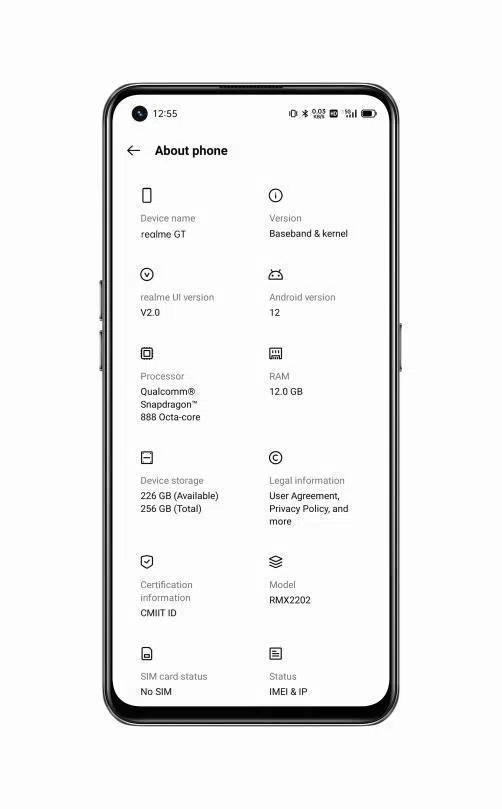 12:55
0.03
KB/S
HD
5G
About phone
Device name
realme GT
Version
Baseband & kernel
realme UI version
V2.0
Android version
12
Processor
Qualcomm®
Snapdragon™
888 Octa-core
RAM
12.0 GB
Device storage
226 GB (Available)
256 GB (Total)
Legal information
User Agreement,
Privacy Policy, and
more
Certification
information
CMIIT ID
Model
RMX2202
SIM card status
No SIM
Status
IMEI & IP